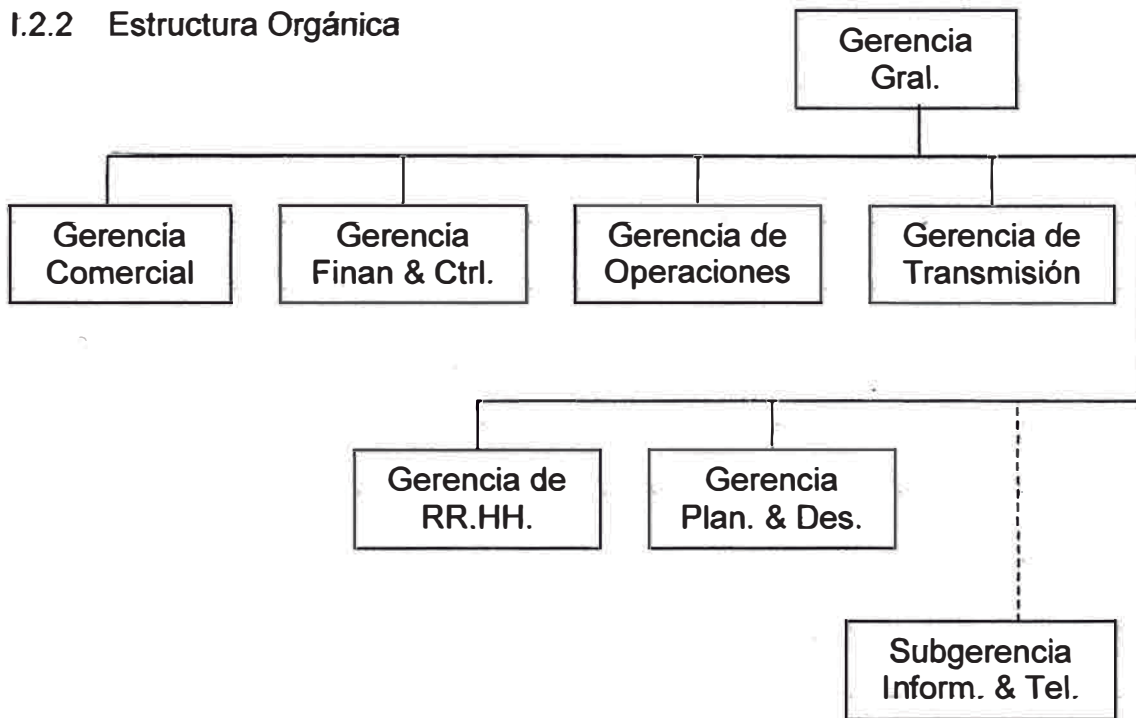 I.2.2 Estructura Orgánica
Gerencia
Gral.
Gerencia
Comercial
Gerencia
Finan & Ctrl.
Gerencia de
Operaciones
Gerencia de
Transmisión
Gerencia de
RR.HH.
Gerencia
Plan. & Des.
Subgerencia
Inform. & Tel.